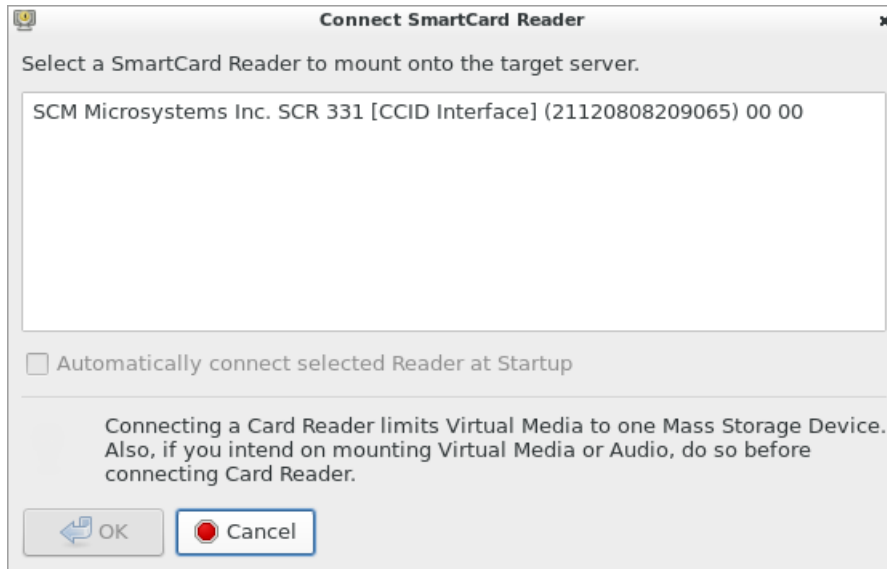 Connect SmartCard Reader
Select a SmartCard Reader to mount onto the target server.
SCM Microsystems Inc. SCR 331 [CCID Interface] (21120808209065) 00 00
Automatically connect selected Reader at Startup
Connecting a Card Reader limits Virtual Media to one Mass Storage Device.
Also, if you intend on mounting Virtual Media or Audio, do so before
connecting Card Reader.
OK
Cancel